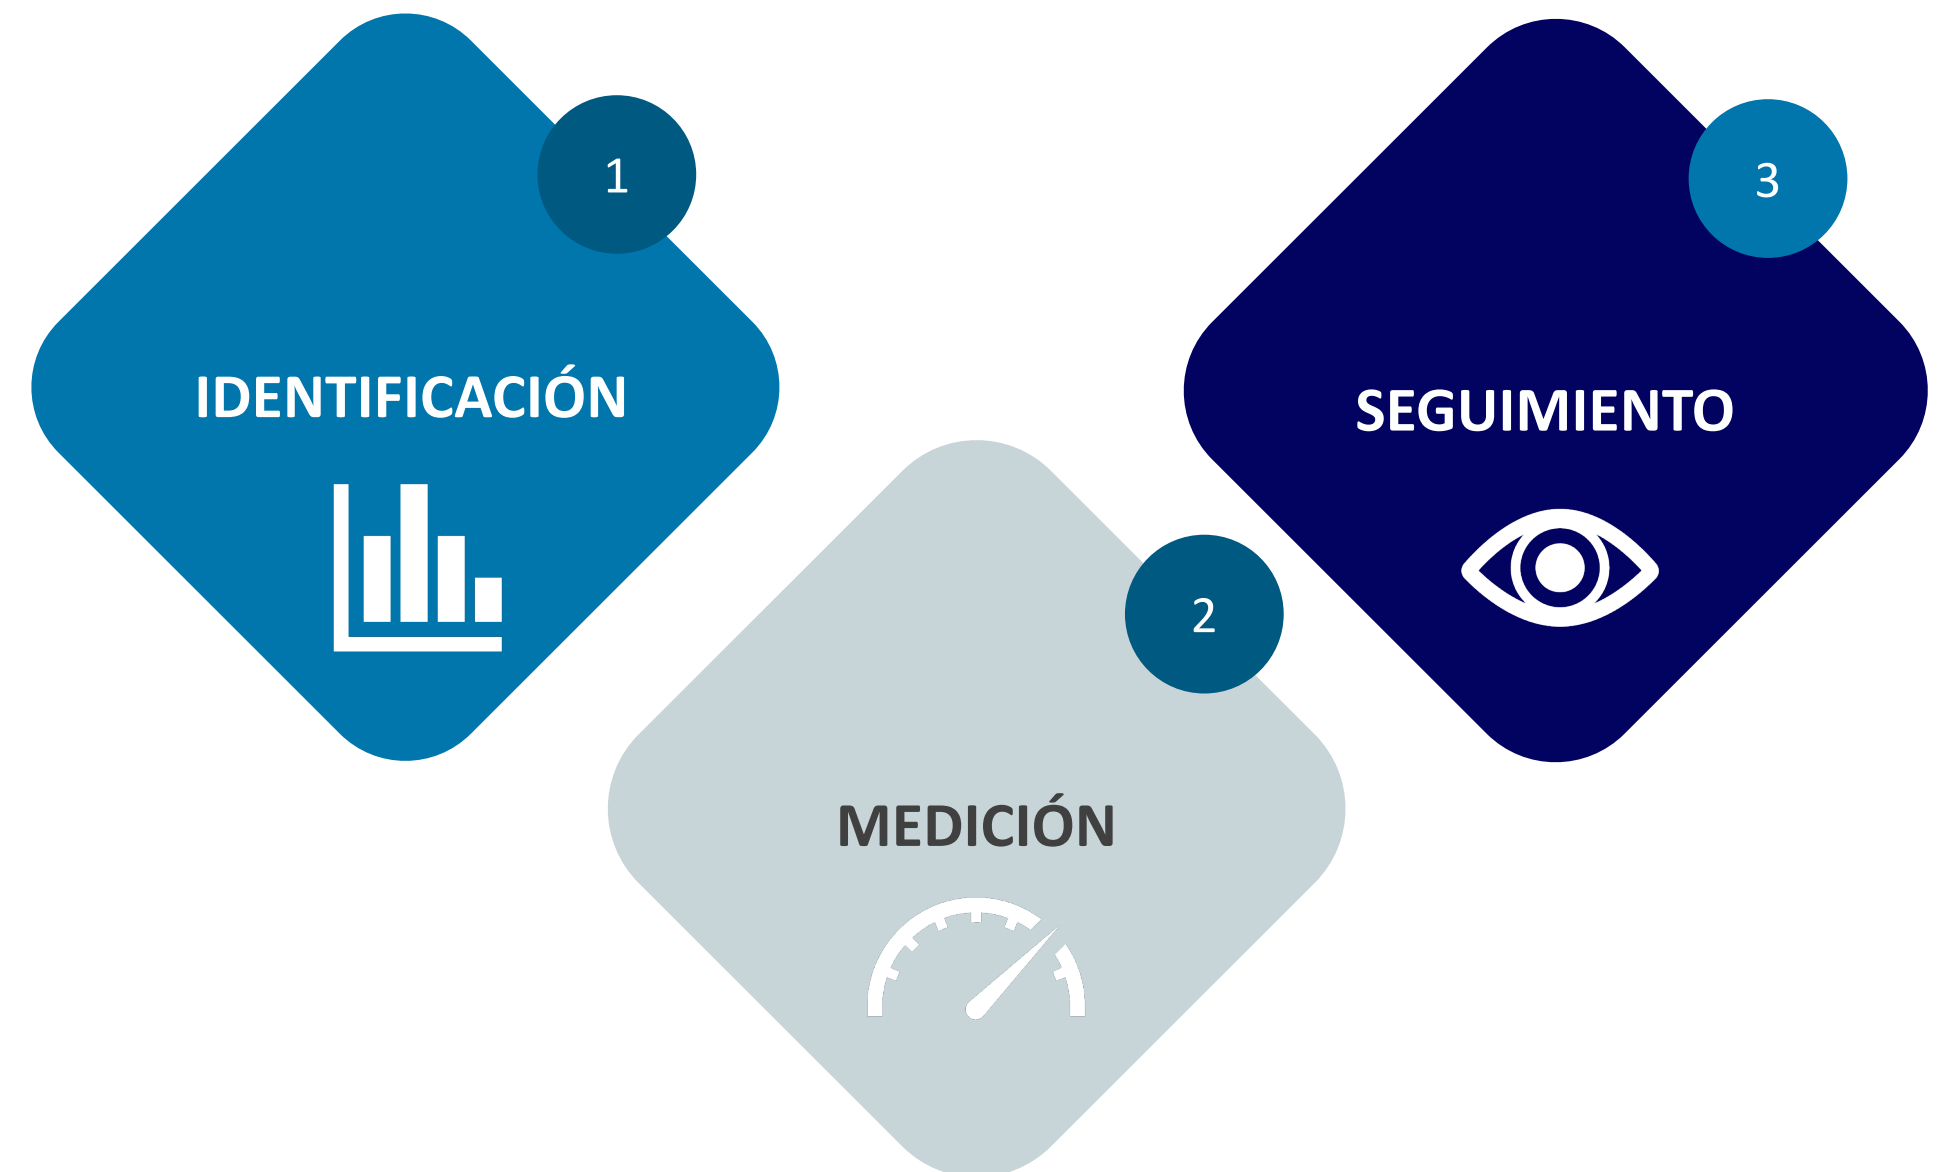 1
IDENTIFICACIÓN
2
MEDICIÓN
3
SEGUIMIENTO